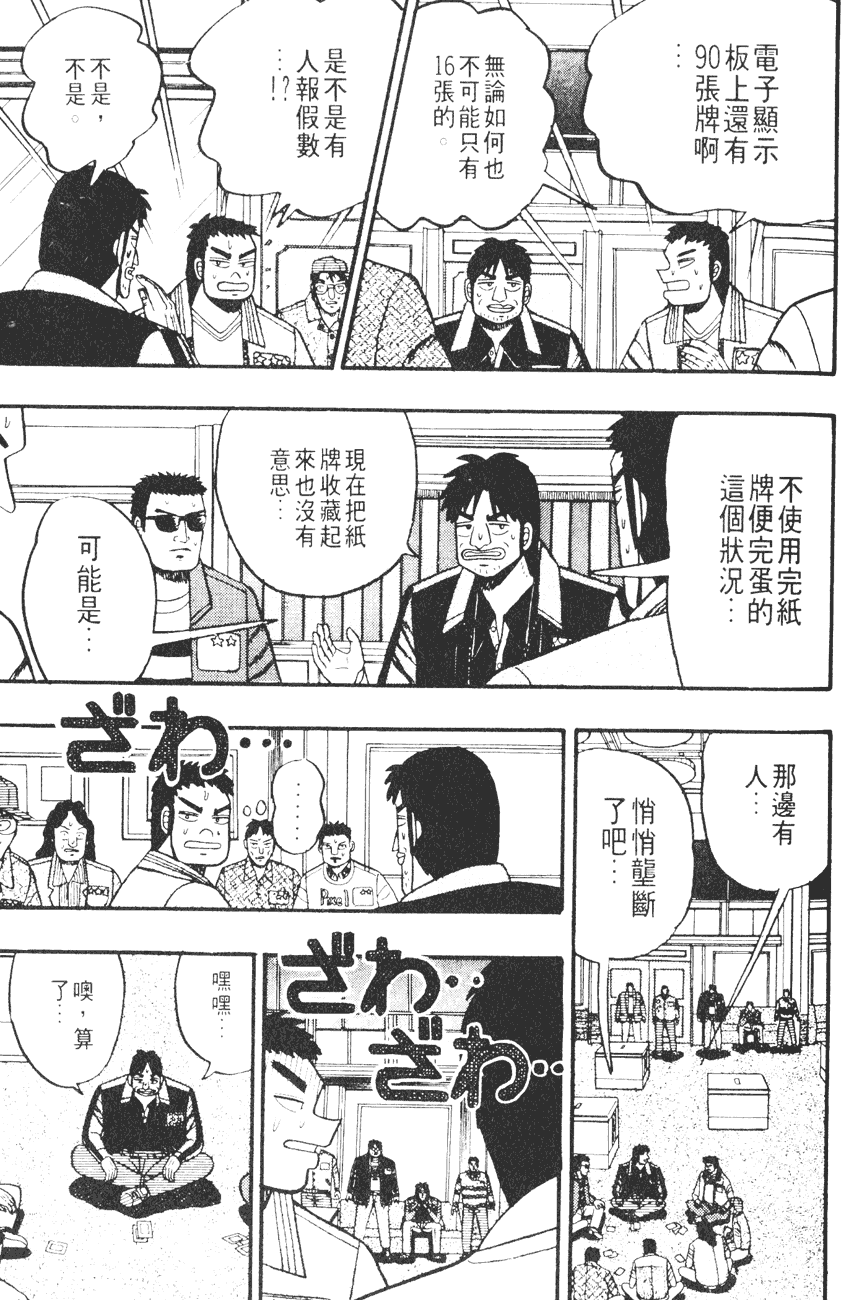 電子顯示
板上還有
90張牌啊
⋯
無論如何也
不可能只有
16張的。
是不是有
人報假數
⋯!?
不是，
不是。
不使用完紙
牌便完蛋的
這個狀況⋯
現在把紙
牌收藏起
來也沒有
意思⋯
可能是⋯
那邊有
人⋯
悄悄壟斷
了吧⋯
ざわ⋯
⋯⋯
Pixel
ざわ⋯
ざわ⋯
嘿嘿⋯
噢，算
了⋯